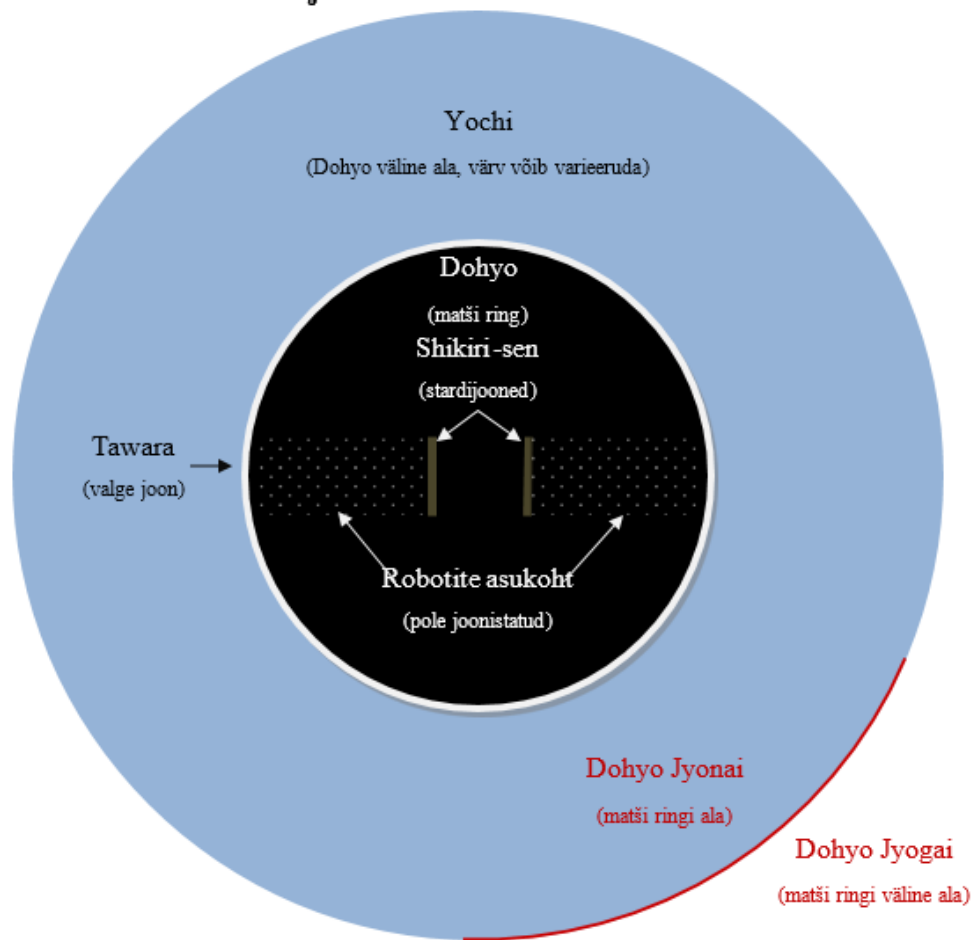 Yochi
(Dohyo väline ala, värv võib varieeruda)
Dohyo
(matši ring)
Shikiri-sen
(stardijooned)
Tawara
(valge joon)
Robotite asukoht
(pole joonistatud)
Dohyo Jyonai
(matši ringi ala)
Dohyo Jyogai
(matši ringi väline ala)